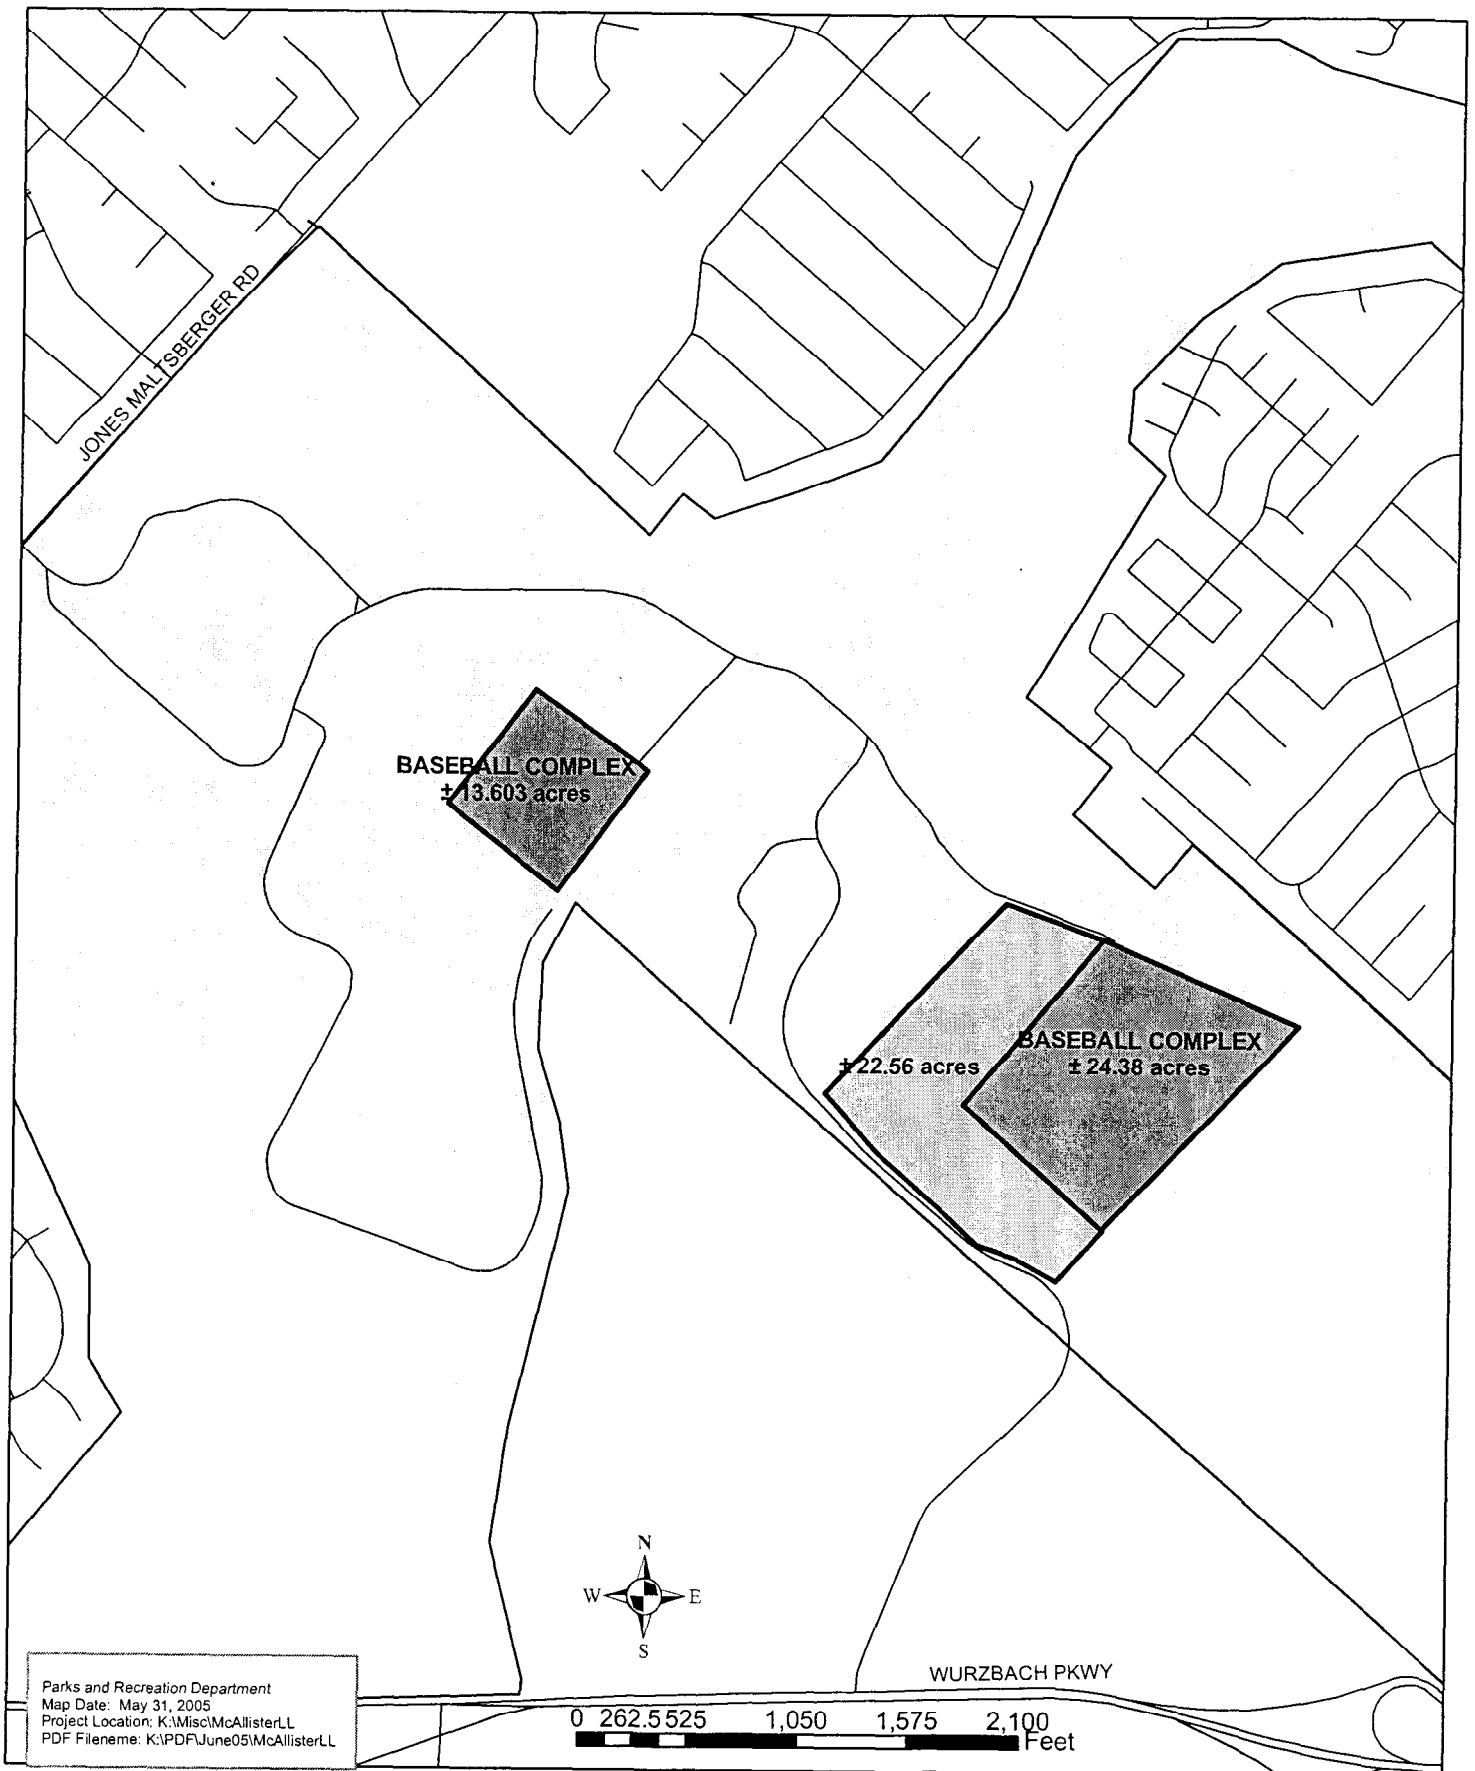 JONES MALTSBERGER RD
BASEBALL COMPLEX
± 13.603 acres
BASEBALL COMPLEX
± 24.38 acres
± 22.56 acres
N
W E
S
WURZBACH PKWY
Parks and Recreation Department
Map Date: May 31, 2005
Project Location: K:\Misc\McAllisterLL
PDF Fileneme: K:\PDF\June05\McAllisterLL
0 262.5 525 1,050 1,575 2,100
Feet